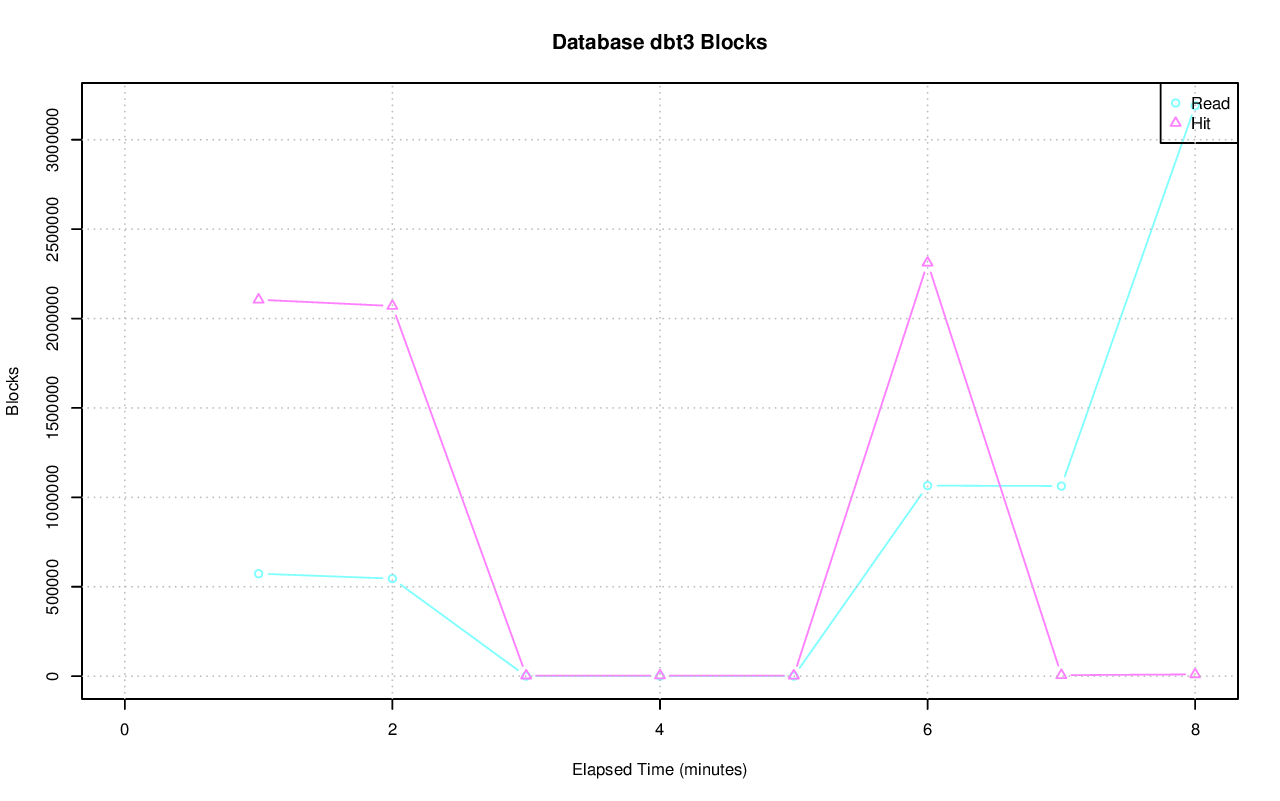 Database dbt3 Blocks
Read
Hit
3000000
2500000
2000000
1500000
1000000
500000
0
Blocks
0 2 4 6 8
Elapsed Time (minutes)